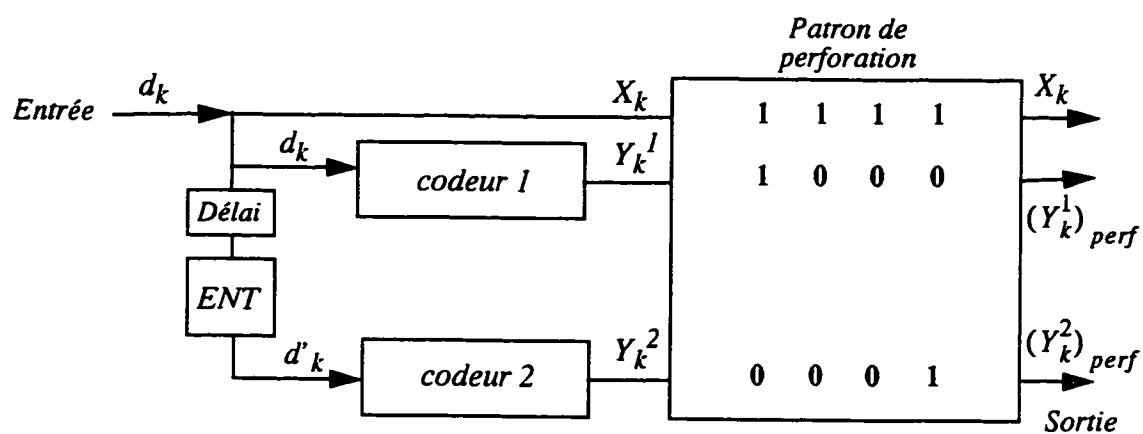 Patron de
perforation
Entrée
d_k
X_k
1 1 1 1
X_k
d_k
codeur 1
Y_k^1
1 0 0 0
(Y_k^1)_perf
Délai
ENT
d'_k
codeur 2
Y_k^2
0 0 0 1
(Y_k^2)_perf
Sortie